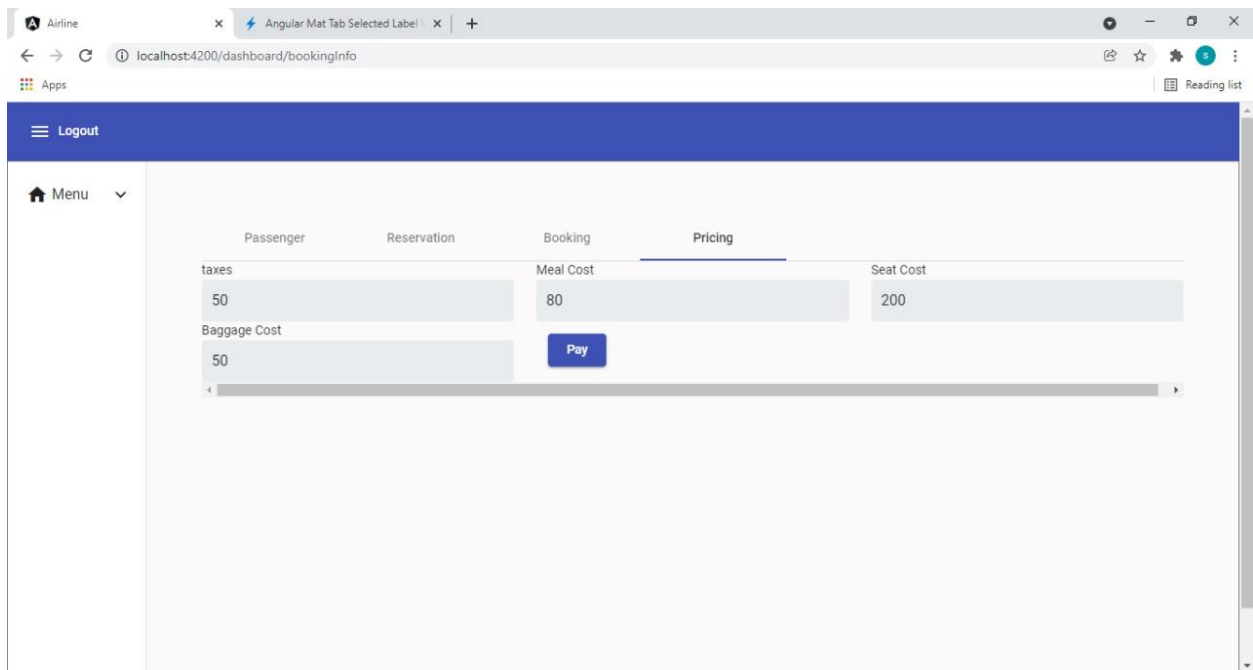 Airline
Angular Mat Tab Selected Label
localhost:4200/dashboard/bookingInfo
s
Apps
Reading list
Logout
Menu
Passenger Reservation Booking Pricing
taxes Meal Cost Seat Cost
50 80 200
Baggage Cost
Pay
50